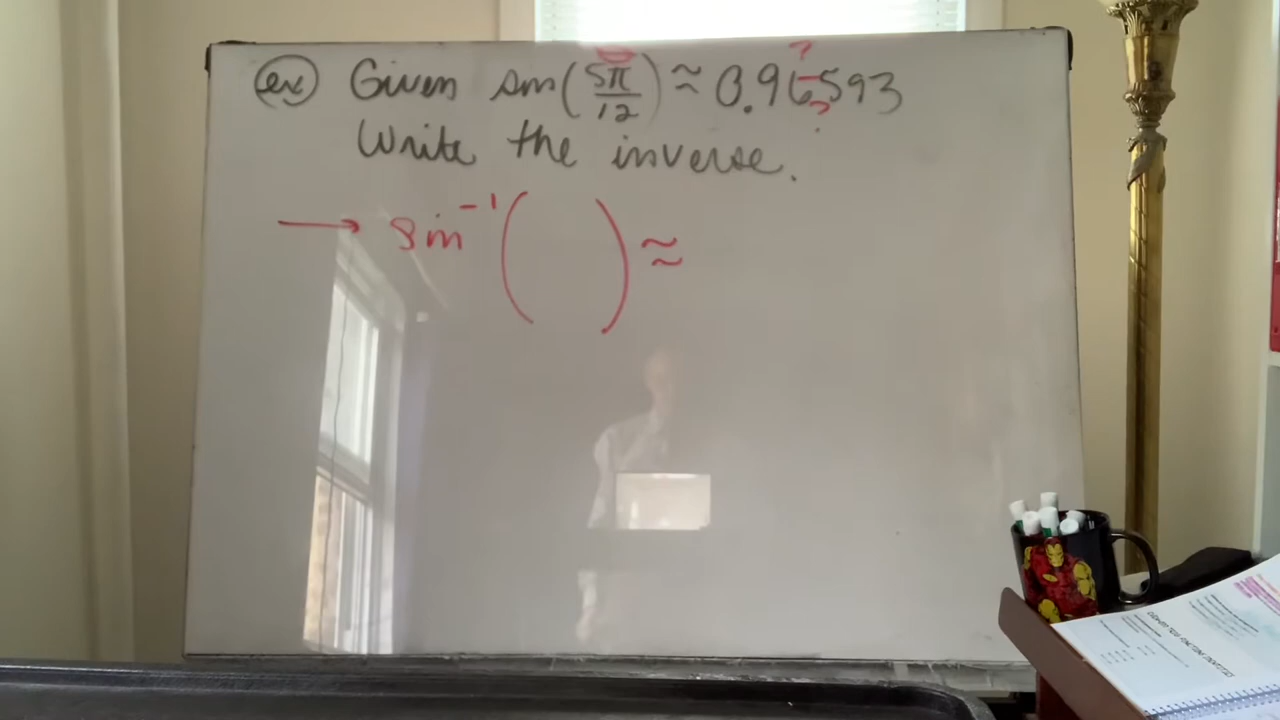 ex Given sin(5π/12) ≈ 0.96593
Write the inverse.
→ sin⁻¹( ) ≈